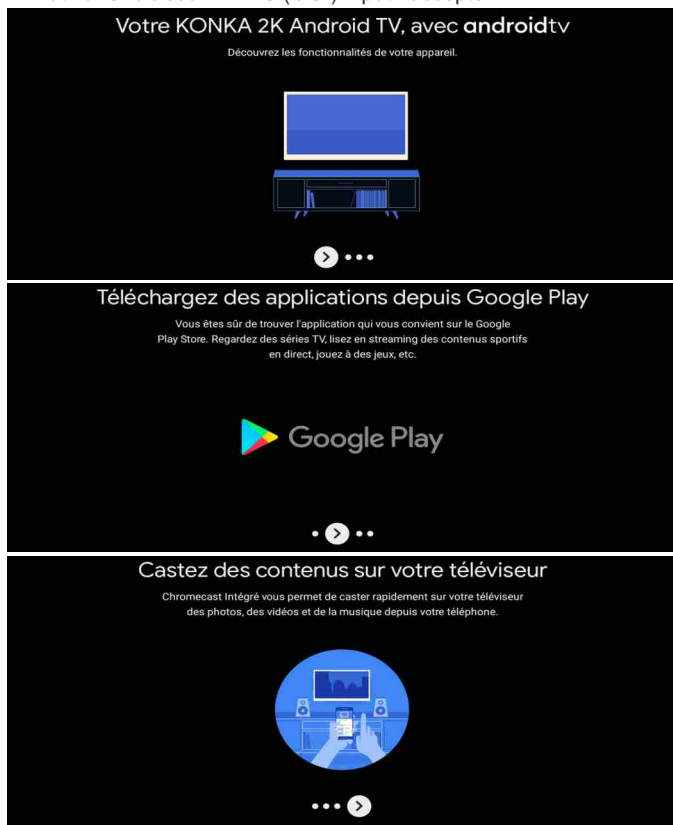 Votre KONKA 2K Android TV, avec androidtv
Découvrez les fonctionnalités de votre appareil.
Téléchargez des applications depuis Google Play
Vous êtes sûr de trouver l'application qui vous convient sur le Google
Play Store. Regardez des séries TV, lisez en streaming des contenus sportifs
en direct, jouez à des jeux, etc.
Google Play
Castez des contenus sur votre téléviseur
Chromecast Intégré vous permet de caster rapidement sur votre téléviseur
des photos, des vidéos et de la musique depuis votre téléphone.